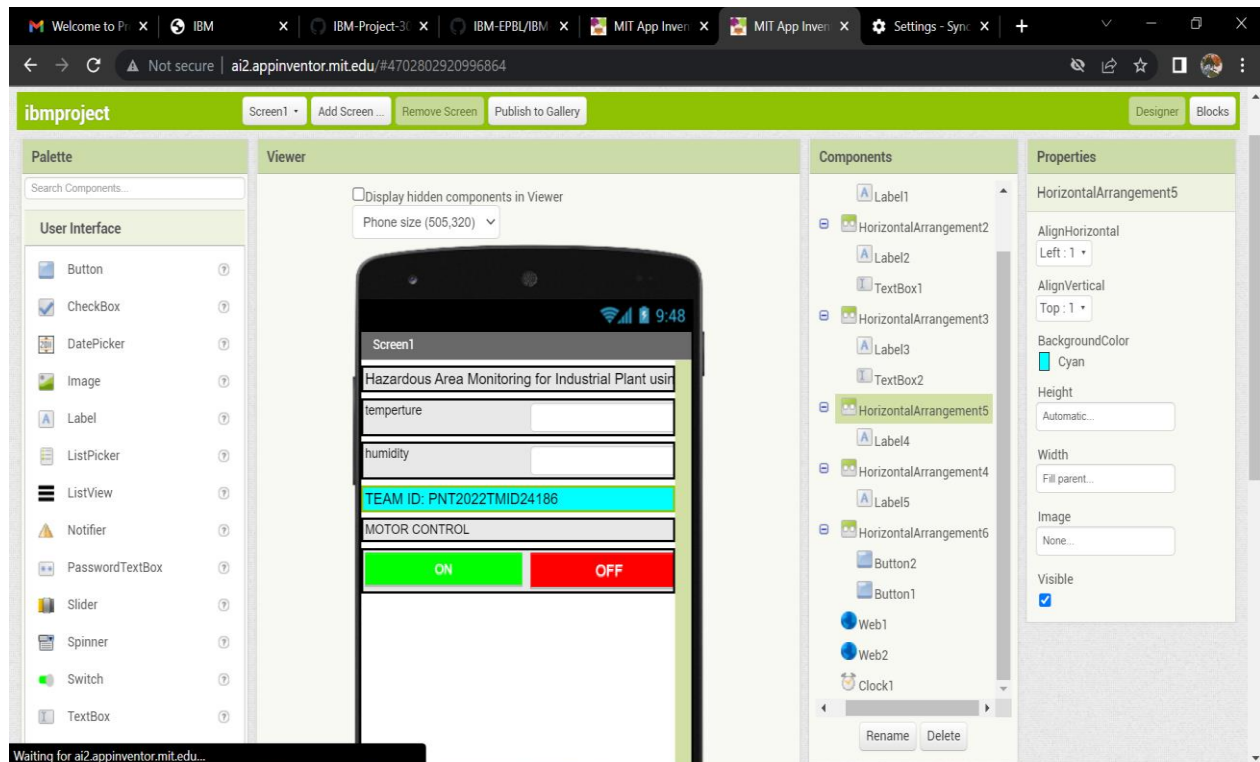 Welcome to Pr
IBM
IBM-Project-30
IBM-EPBL/IBM
MIT App Inven
MIT App Inven
Settings - Sync
Not secure | ai2.appinventor.mit.edu/#4702802920996864
ibmproject
Screen1
Add Screen ...
Remove Screen
Publish to Gallery
Designer
Blocks
Palette
Search Components...
User Interface
Button
CheckBox
DatePicker
Image
Label
ListPicker
ListView
Notifier
PasswordTextBox
Slider
Spinner
Switch
TextBox
Waiting for ai2.appinventor.mit.edu...
Viewer
Display hidden components in Viewer
Phone size (505,320)
9:48
Screen1
Hazardous Area Monitoring for Industrial Plant usin
temperture
humidity
TEAM ID: PNT2022TMID24186
MOTOR CONTROL
ON OFF
Components
Label1
HorizontalArrangement2
Label2
TextBox1
HorizontalArrangement3
Label3
TextBox2
HorizontalArrangement5
Label4
HorizontalArrangement4
Label5
HorizontalArrangement6
Button2
Button1
Web1
Web2
Clock1
Rename Delete
Properties
HorizontalArrangement5
AlignHorizontal
Left : 1
AlignVertical
Top : 1
BackgroundColor
Cyan
Height
Automatic...
Width
Fill parent...
Image
None...
Visible